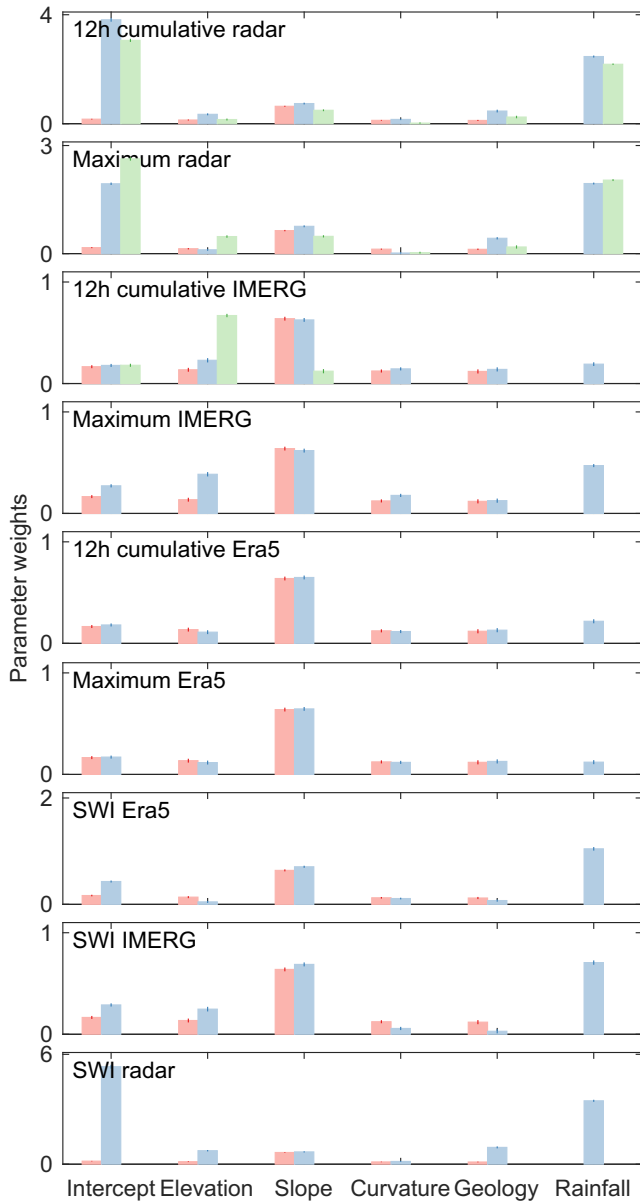 4
12h cumulative radar
0
3
Maximum radar
0
1
12h cumulative IMERG
0
1
Maximum IMERG
0
Parameter weights
1
12h cumulative Era5
0
1
Maximum Era5
0
2
SWI Era5
0
1
SWI IMERG
0
6
SWI radar
0
Intercept Elevation Slope Curvature Geology Rainfall